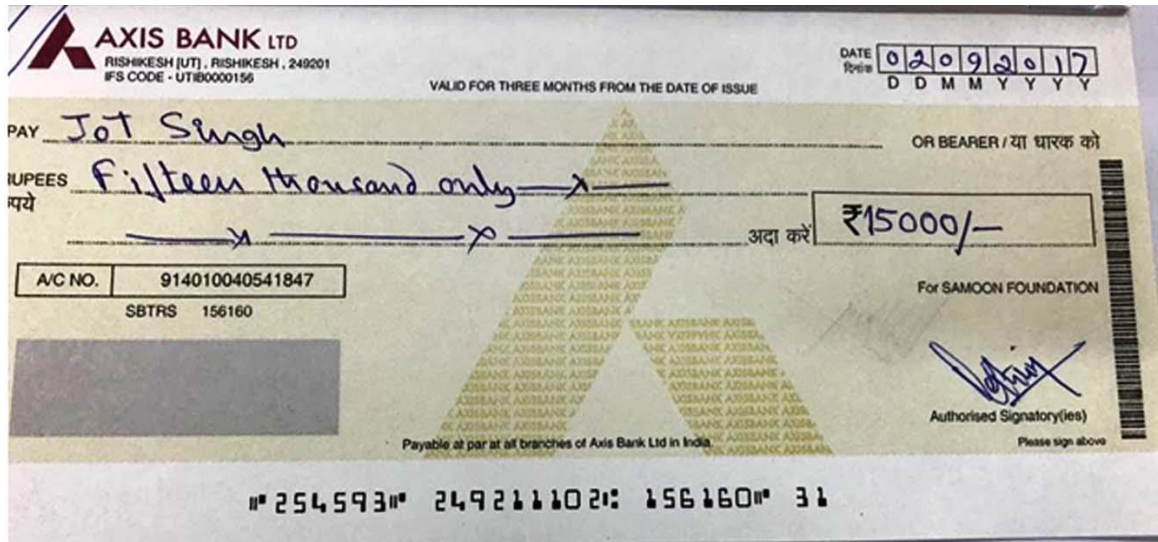 AXIS BANK LTD
RISHIKESH [UT] , RISHIKESH , 249201
IFS CODE - UTIB0000156
VALID FOR THREE MONTHS FROM THE DATE OF ISSUE
DATE 02092017
दिनांक D D M M Y Y Y Y
PAY Jot Singh OR BEARER / या धारक को
RUPEES Fifteen thousand only
रुपये अदा करें ₹15000/-
A/C NO. 914010040541847
For SAMOON FOUNDATION
SBTRS 156160
Authorised Signatory(ies)
Payable at par at all branches of Axis Bank Ltd in India
Please sign above
⑈254593⑈ 249211102⑆ 156160⑈ 31